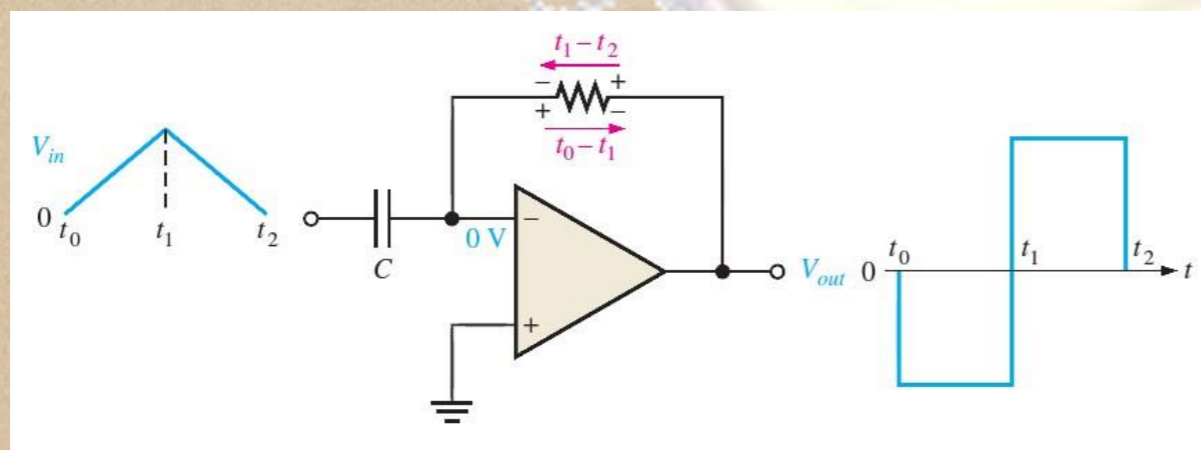 t₁ – t₂
– +
+ –
t₀ – t₁
V_in
0 t₀ t₁ t₂
C
0 V
–
+
V_out 0
t₀ t₁ t₂ t